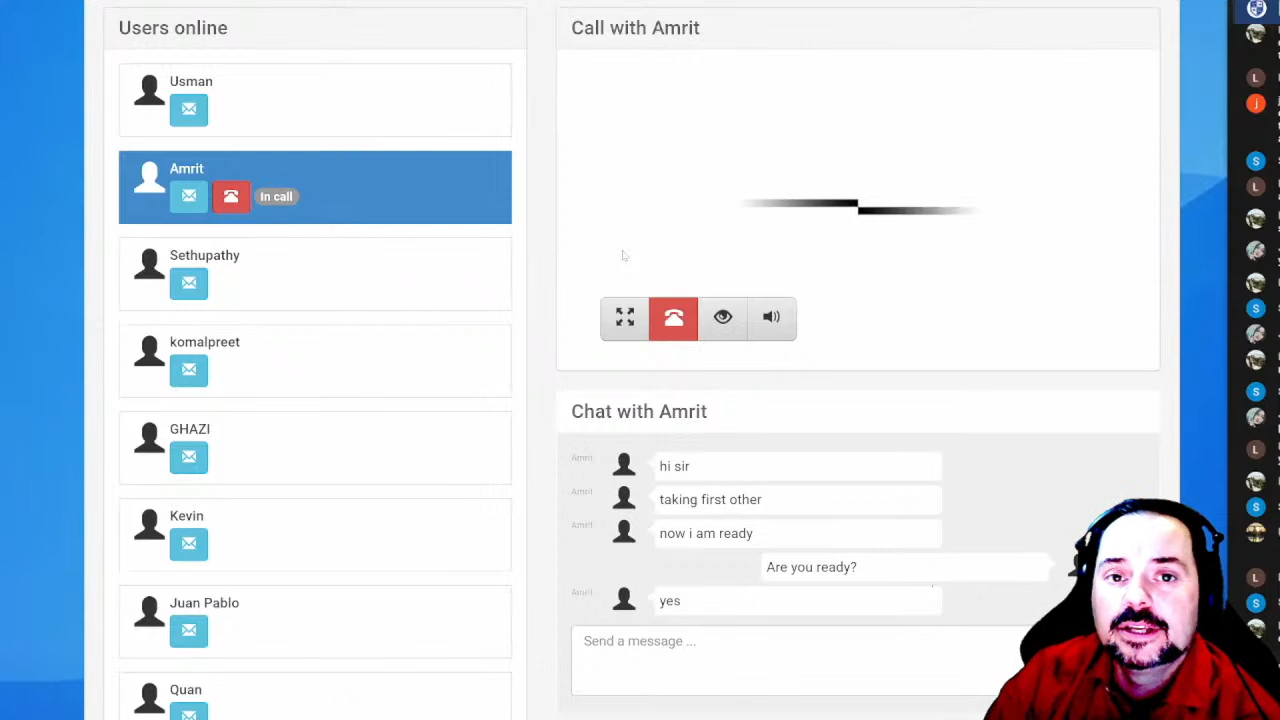 Users online
Usman
Amrit
In call
Sethupathy
komalpreet
GHAZI
Kevin
Juan Pablo
Quan
Call with Amrit
Chat with Amrit
Amrit
hi sir
Amrit
taking first other
Amrit
now i am ready
Are you ready?
Amrit
yes
Send a message ...
L
j
S
L
S
S
L
S
L
S